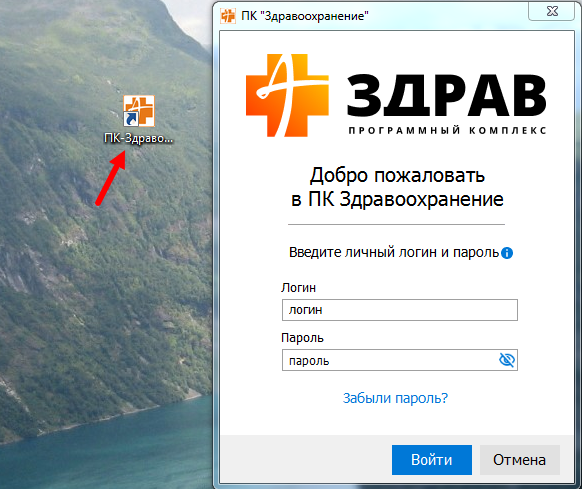 ПК "Здравоохранение"
ПК-Здраво...
ЗДРАВ
ПРОГРАММНЫЙ КОМПЛЕКС
Добро пожаловать
в ПК Здравоохранение
Введите личный логин и пароль
Логин
логин
Пароль
пароль
Забыли пароль?
Войти
Отмена